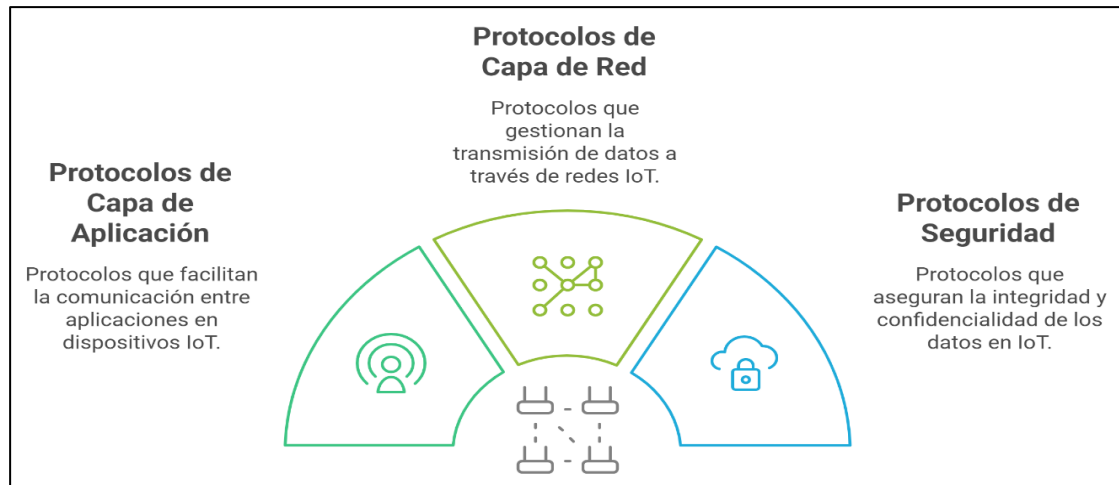 Protocolos de
Capa de Red
Protocolos que
gestionan la
transmisión de datos a
través de redes IoT.
Protocolos de
Capa de
Aplicación
Protocolos que facilitan
la comunicación entre
aplicaciones en
dispositivos IoT.
Protocolos de
Seguridad
Protocolos que
aseguran la integridad y
confidencialidad de los
datos en IoT.